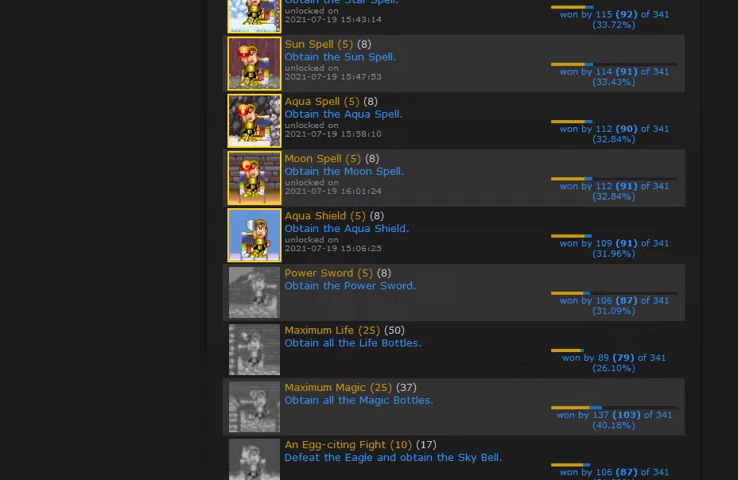 Obtain the Star Spell.
unlocked on
2021-07-19 15:43:14
won by 115 (92) of 341
(33.72%)
Sun Spell (5) (8)
Obtain the Sun Spell.
unlocked on
2021-07-19 15:47:53
won by 114 (92) of 341
(33.43%)
Aqua Spell (5) (8)
Obtain the Aqua Spell.
unlocked on
2021-07-19 15:58:10
won by 112 (90) of 341
(32.84%)
Moon Spell (5) (8)
Obtain the Moon Spell.
unlocked on
2021-07-19 16:01:24
won by 112 (91) of 341
(32.84%)
Aqua Shield (5) (8)
Obtain the Aqua Shield.
unlocked on
2021-07-19 15:06:25
won by 109 (91) of 341
(31.96%)
Power Sword (5) (8)
Obtain the Power Sword.
won by 106 (87) of 341
(31.09%)
Maximum Life (25) (50)
Obtain all the Life Bottles.
won by 89 (79) of 341
(26.10%)
Maximum Magic (25) (37)
Obtain all the Magic Bottles.
won by 137 (103) of 341
(40.18%)
An Egg-citing Fight (10) (17)
Defeat the Eagle and obtain the Sky Bell.
won by 106 (87) of 341